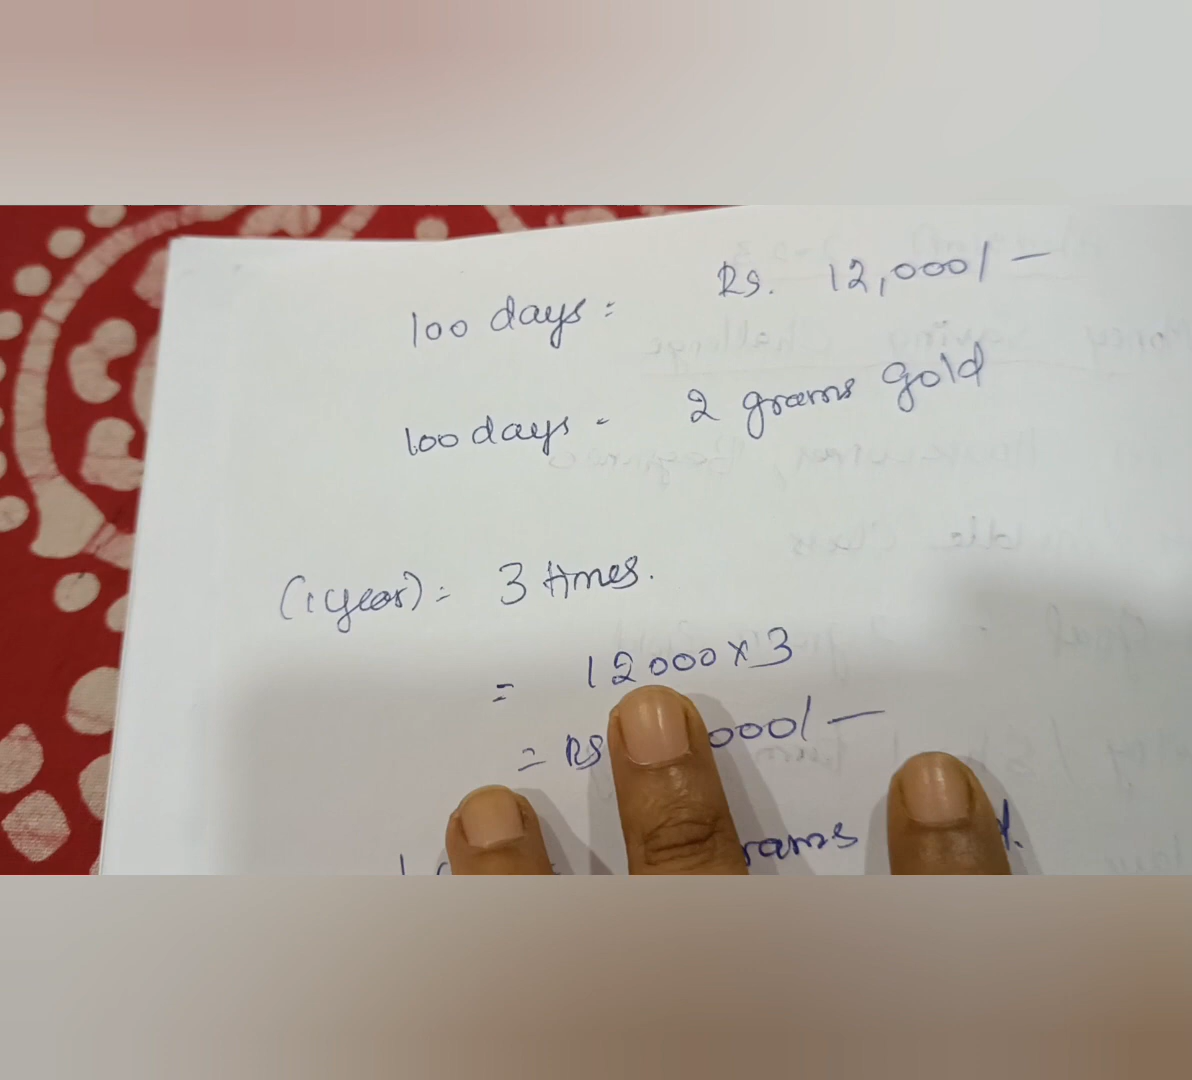 100 days = Rs. 12,000/-
100 days - 2 grams gold
(1 year) = 3 times.
= 12000 x 3
= Rs 000/-
rams